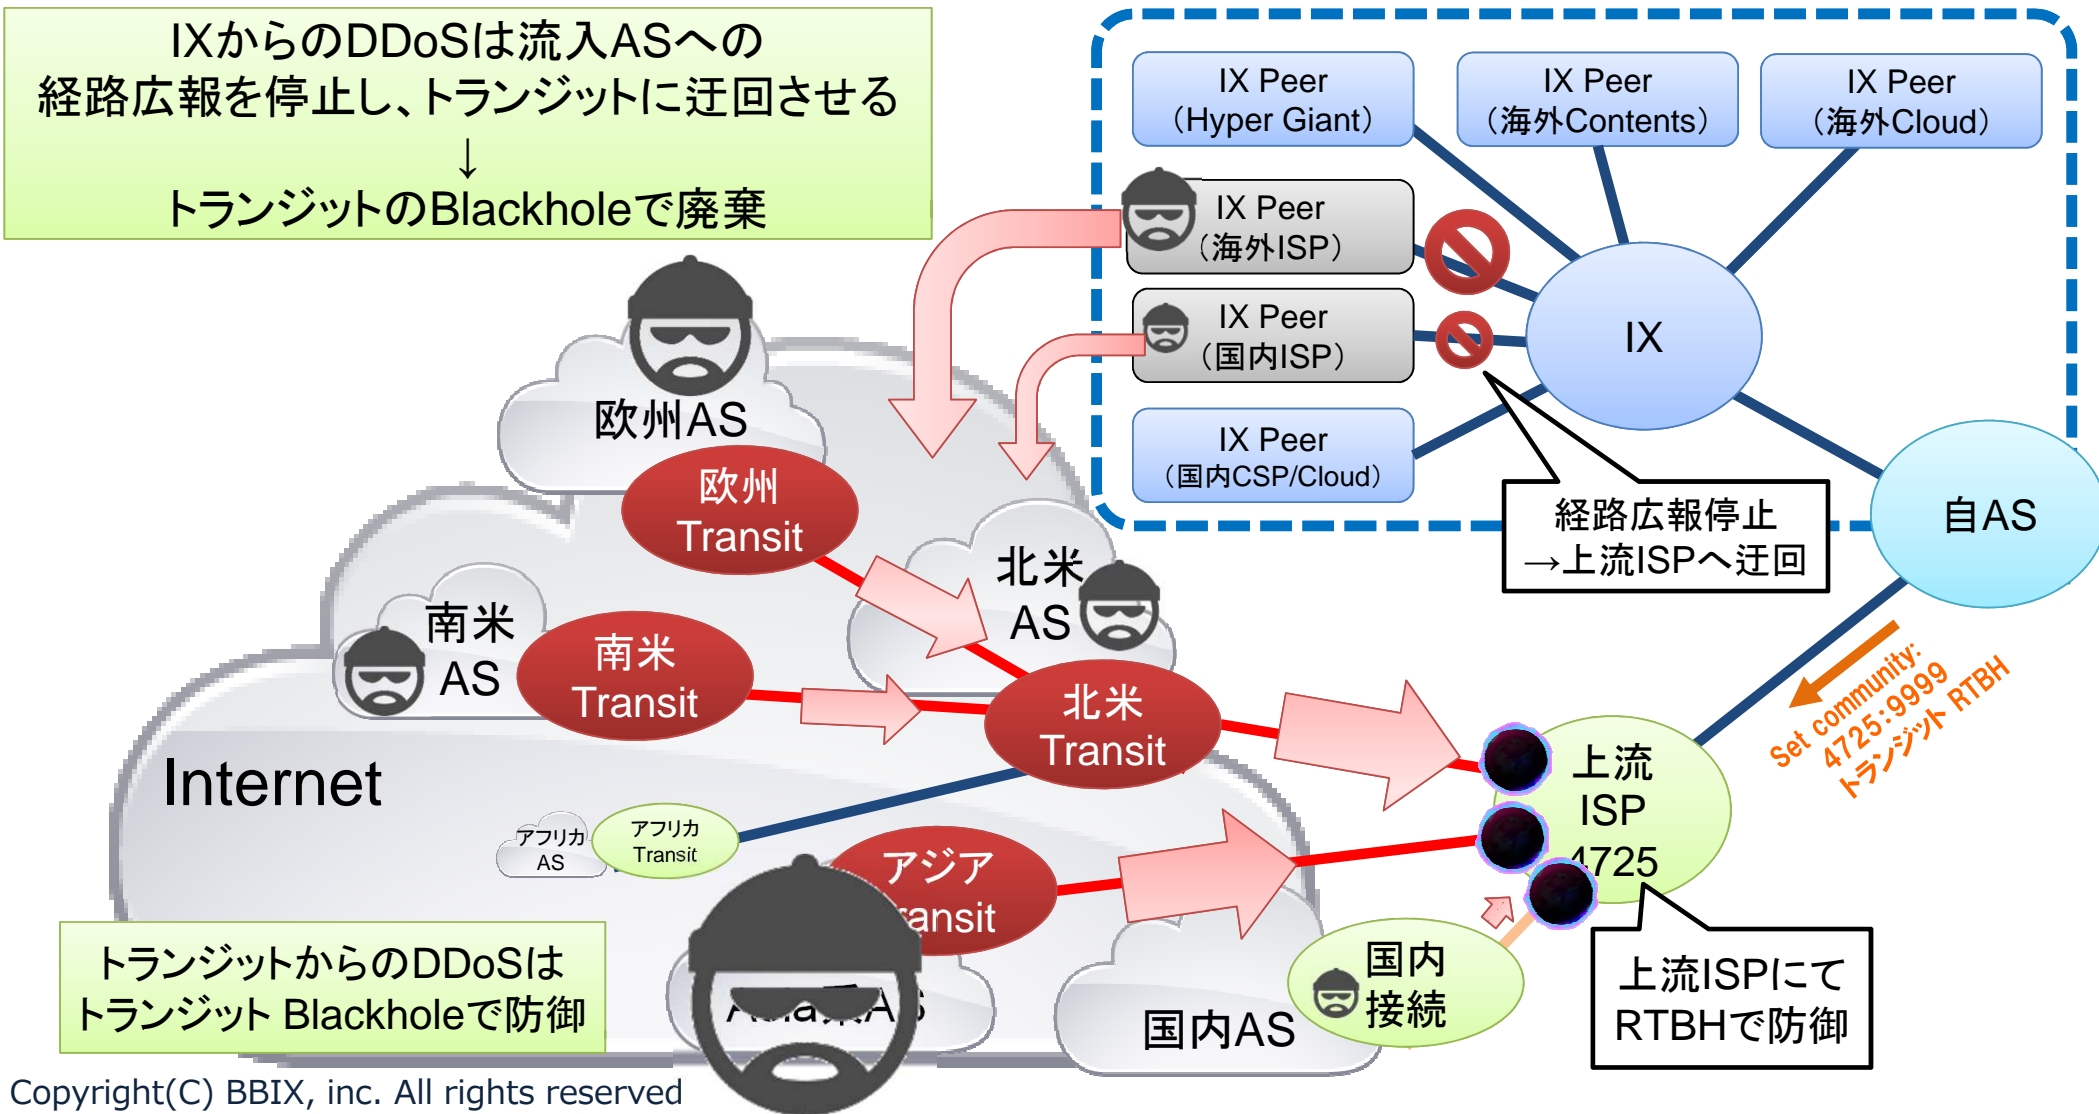 IXからのDDoSは流入ASへの
経路広報を停止し、トランジットに迂回させる
↓
トランジットのBlackholeで廃棄
IX Peer
（Hyper Giant）
IX Peer
（海外Contents）
IX Peer
（海外Cloud）
IX Peer
（海外ISP）
IX Peer
（国内ISP）
IX Peer
（国内CSP/Cloud）
IX
自AS
経路広報停止
→上流ISPへ迂回
欧州AS
欧州
Transit
北米
AS
南米
AS
南米
Transit
北米
Transit
Internet
アフリカ
AS
アフリカ
Transit
アジア
国内AS
国内
接続
上流
ISP
4725
Set community:
4725:9999
トランジット RTBH
上流ISPにて
RTBHで防御
トランジットからのDDoSは
トランジット Blackholeで防御
Copyright(C) BBIX, inc. All rights reserved